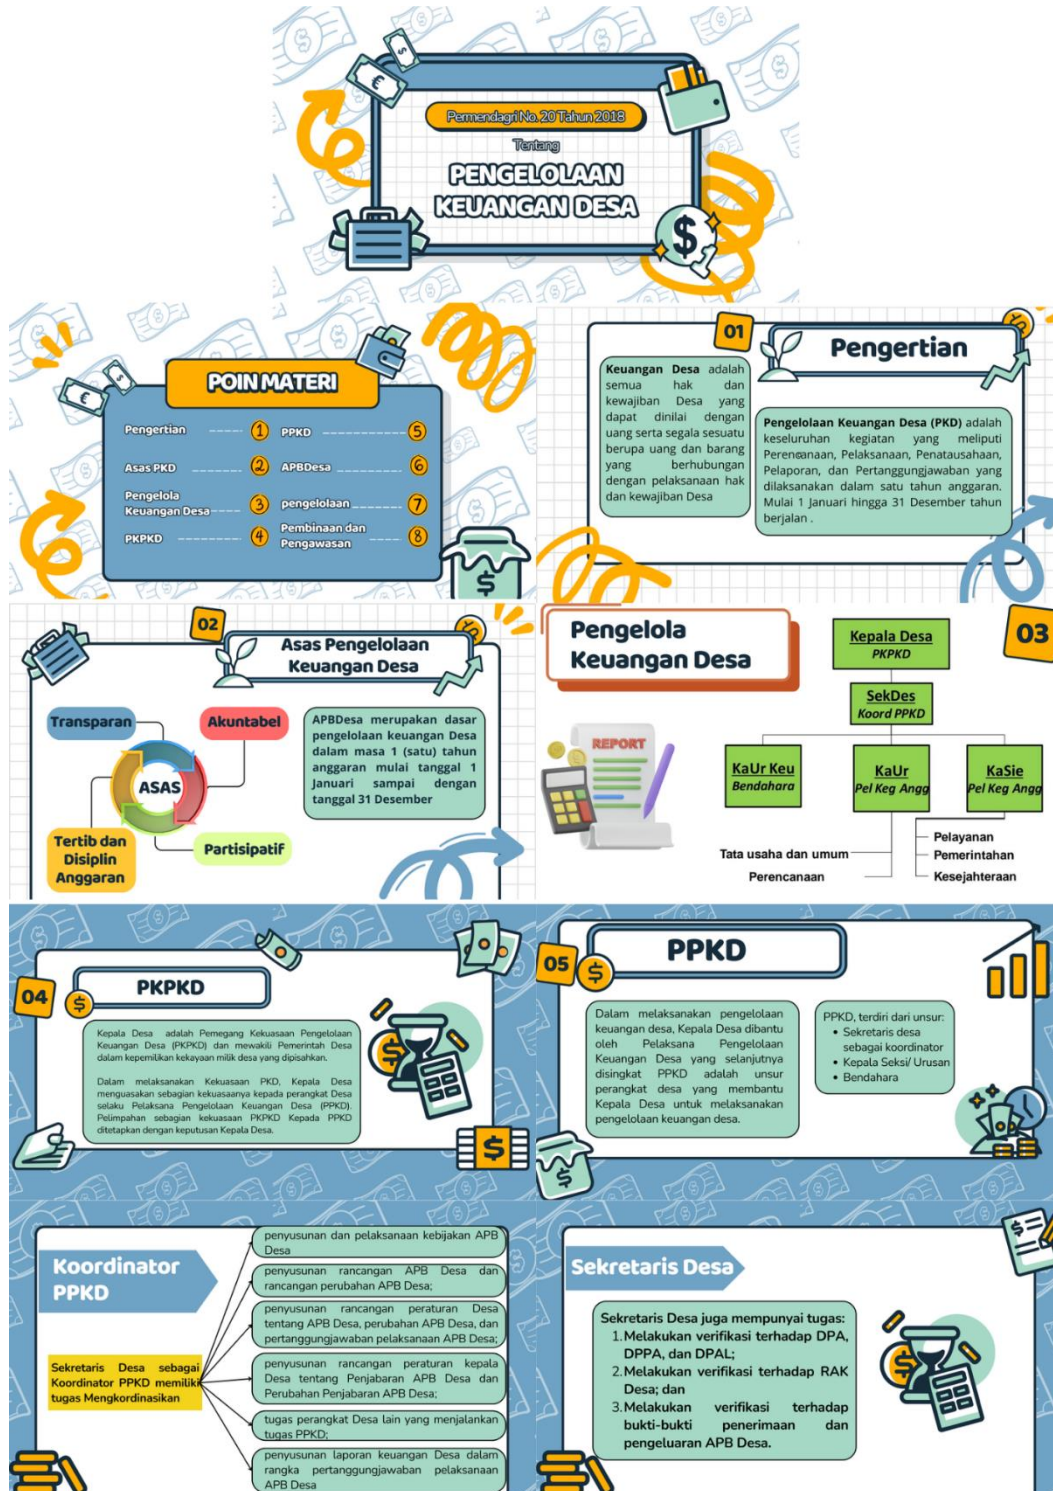 Permendagri No. 20 Tahun 2018
Tentang
PENGELOLAAN
KEUANGAN DESA
POIN MATERI
Pengertian 1
Asas PKD 2
Pengelola
Keuangan Desa 3
PKPKD 4
PPKD 5
APBDesa 6
pengelolaan 7
Pembinaan dan
Pengawasan 8
01
Pengertian
Keuangan Desa adalah
semua hak dan
kewajiban Desa yang
dapat dinilai dengan
uang serta segala sesuatu
berupa uang dan barang
yang berhubungan
dengan pelaksanaan hak
dan kewajiban Desa
Pengelolaan Keuangan Desa (PKD) adalah
keseluruhan kegiatan yang meliputi
Perencanaan, Pelaksanaan, Penatausahaan,
Pelaporan, dan Pertanggungjawaban yang
dilaksanakan dalam satu tahun anggaran.
Mulai 1 Januari hingga 31 Desember tahun
berjalan .
02
Asas Pengelolaan
Keuangan Desa
Transparan
Akuntabel
ASAS
Tertib dan
Disiplin
Anggaran
Partisipatif
APBDesa merupakan dasar
pengelolaan keuangan Desa
dalam masa 1 (satu) tahun
anggaran mulai tanggal 1
Januari sampai dengan
tanggal 31 Desember
Pengelola
Keuangan Desa
03
REPORT
Kepala Desa
PKPKD
SekDes
Koord PPKD
KaUr Keu
Bendahara
KaUr
Pel Keg Angg
KaSie
Pel Keg Angg
Tata usaha dan umum
Perencanaan
Pelayanan
Pemerintahan
Kesejahteraan
04
PKPKD
Kepala Desa adalah Pemegang Kekuasaan Pengelolaan
Keuangan Desa (PKPKD) dan mewakili Pemerintah Desa
dalam kepemilikan kekayaan milik desa yang dipisahkan.
Dalam melaksanakan Kekuasaan PKD, Kepala Desa
menguasakan sebagian kekuasaanya kepada perangkat Desa
selaku Pelaksana Pengelolaan Keuangan Desa (PPKD).
Pelimpahan sebagian kekuasaan PKPKD Kepada PPKD
ditetapkan dengan keputusan Kepala Desa.
05
PPKD
Dalam melaksanakan pengelolaan
keuangan desa, Kepala Desa dibantu
oleh Pelaksana Pengelolaan
Keuangan Desa yang selanjutnya
disingkat PPKD adalah unsur
perangkat desa yang membantu
Kepala Desa untuk melaksanakan
pengelolaan keuangan desa.
PPKD, terdiri dari unsur:
• Sekretaris desa
sebagai koordinator
• Kepala Seksi/ Urusan
• Bendahara
Koordinator
PPKD
Sekretaris Desa sebagai
Koordinator PPKD memiliki
tugas Mengkordinasikan
penyusunan dan pelaksanaan kebijakan APB
Desa
penyusunan rancangan APB Desa dan
rancangan perubahan APB Desa;
penyusunan rancangan peraturan Desa
tentang APB Desa, perubahan APB Desa, dan
pertanggungjawaban pelaksanaan APB Desa;
penyusunan rancangan peraturan kepala
Desa tentang Penjabaran APB Desa dan
Perubahan Penjabaran APB Desa;
tugas perangkat Desa lain yang menjalankan
tugas PPKD;
penyusunan laporan keuangan Desa dalam
rangka pertanggungjawaban pelaksanaan
APB Desa
Sekretaris Desa
Sekretaris Desa juga mempunyai tugas:
1. Melakukan verifikasi terhadap DPA,
DPPA, dan DPAL;
2. Melakukan verifikasi terhadap RAK
Desa; dan
3. Melakukan verifikasi terhadap
bukti-bukti penerimaan dan
pengeluaran APB Desa.